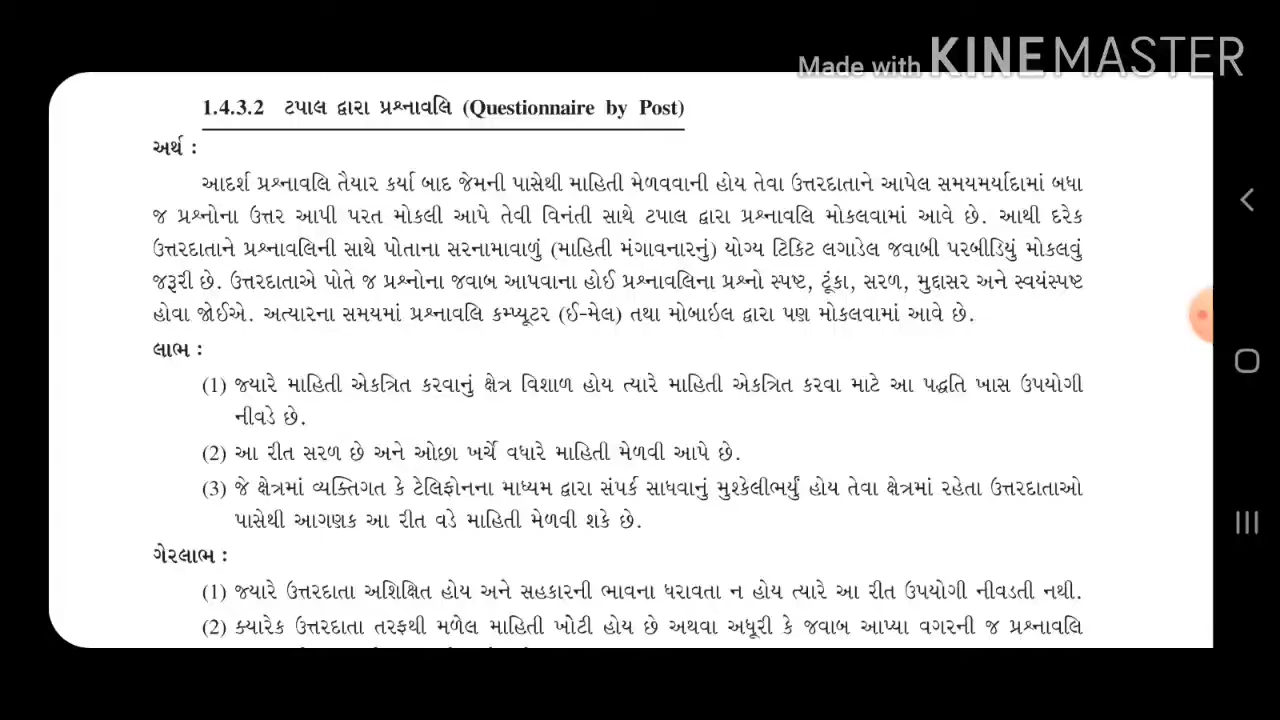 Made with KINEMASTER
1.4.3.2 ટપાલ દ્વારા પ્રશ્નાવલિ (Questionnaire by Post)
અર્થ :
આદર્શ પ્રશ્નાવલિ તૈયાર કર્યા બાદ જેમની પાસેથી માહિતી મેળવવાની હોય તેવા ઉત્તરદાતાને આપેલ સમયમર્યાદામાં બધા
જ પ્રશ્નોના ઉત્તર આપી પરત મોકલી આપે તેવી વિનંતી સાથે ટપાલ દ્વારા પ્રશ્નાવલિ મોકલવામાં આવે છે. આથી દરેક
ઉત્તરદાતાને પ્રશ્નાવલિની સાથે પોતાના સરનામાવાળું (માહિતી મંગાવનારનું) યોગ્ય ટિકિટ લગાડેલ જવાબી પરબીડિયું મોકલવું
જરૂરી છે. ઉત્તરદાતાએ પોતે જ પ્રશ્નોના જવાબ આપવાના હોઈ પ્રશ્નાવલિના પ્રશ્નો સ્પષ્ટ, ટૂંકા, સરળ, મુદ્દાસર અને સ્વયંસ્પષ્ટ
હોવા જોઈએ. અત્યારના સમયમાં પ્રશ્નાવલિ કમ્પ્યૂટર (ઈ-મેલ) તથા મોબાઇલ દ્વારા પણ મોકલવામાં આવે છે.
લાભ :
(1) જ્યારે માહિતી એકત્રિત કરવાનું ક્ષેત્ર વિશાળ હોય ત્યારે માહિતી એકત્રિત કરવા માટે આ પદ્ધતિ ખાસ ઉપયોગી
નીવડે છે.
(2) આ રીત સરળ છે અને ઓછા ખર્ચે વધારે માહિતી મેળવી આપે છે.
(3) જે ક્ષેત્રમાં વ્યક્તિગત કે ટેલિફોનના માધ્યમ દ્વારા સંપર્ક સાધવાનું મુશ્કેલીભર્યું હોય તેવા ક્ષેત્રમાં રહેતા ઉત્તરદાતાઓ
પાસેથી આગણક આ રીત વડે માહિતી મેળવી શકે છે.
ગેરલાભ :
(1) જ્યારે ઉત્તરદાતા અશિક્ષિત હોય અને સહકારની ભાવના ધરાવતા ન હોય ત્યારે આ રીત ઉપયોગી નીવડતી નથી.
(2) ક્યારેક ઉત્તરદાતા તરફથી મળેલ માહિતી ખોટી હોય છે અથવા અધૂરી કે જવાબ આપ્યા વગરની જ પ્રશ્નાવલિ